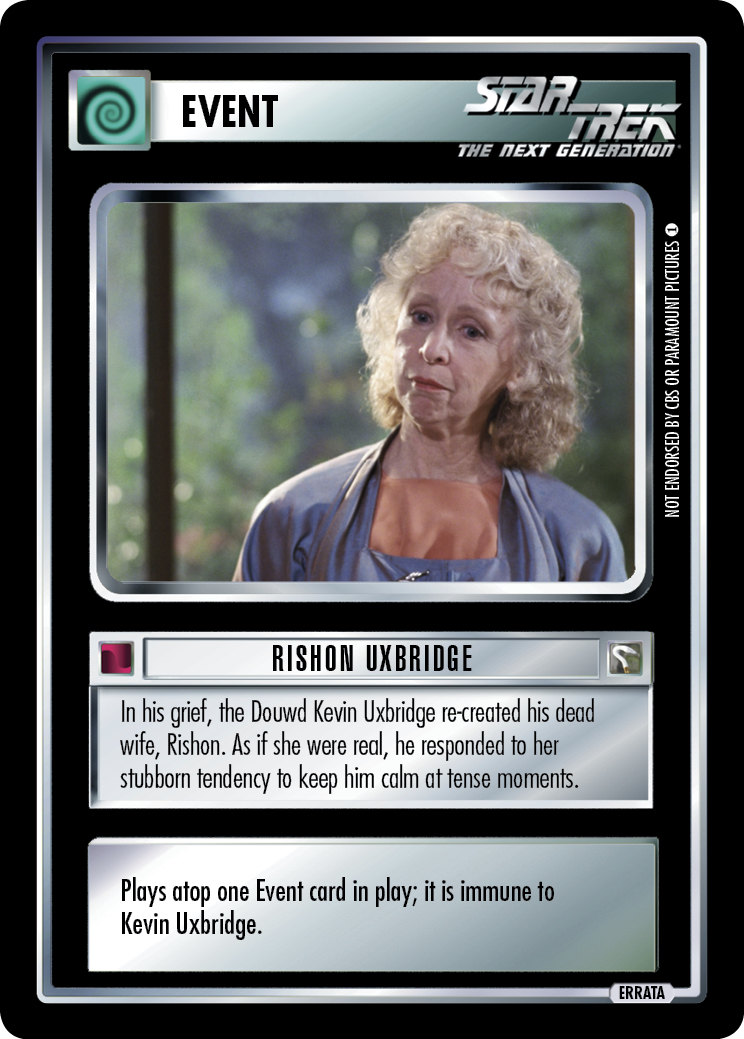 EVENT
STAR TREK
THE NEXT GENERATION
NOT ENDORSED BY CBS OR PARAMOUNT PICTURES 1
RISHON UXBRIDGE
In his grief, the Douwd Kevin Uxbridge re-created his dead
wife, Rishon. As if she were real, he responded to her
stubborn tendency to keep him calm at tense moments.
Plays atop one Event card in play; it is immune to
Kevin Uxbridge.
ERRATA